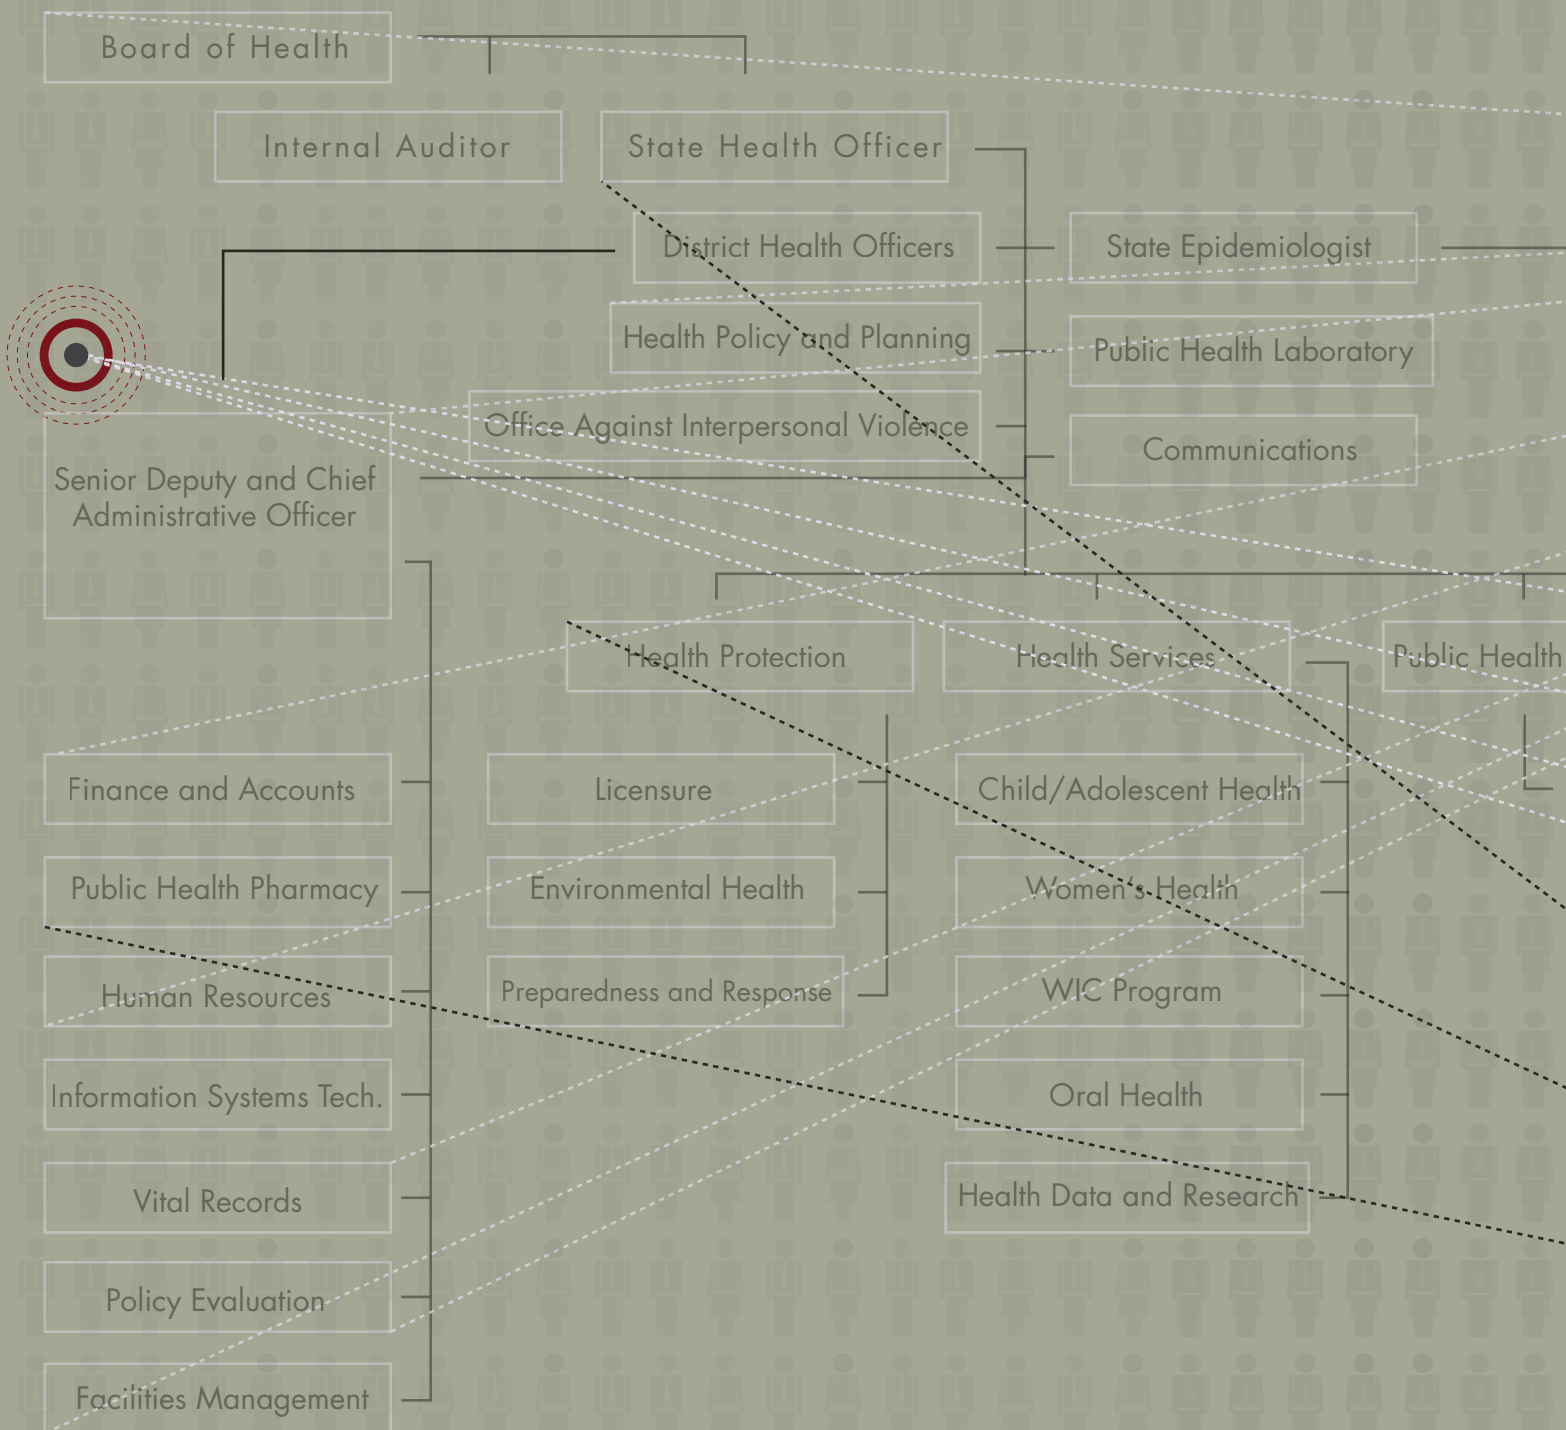 Board of Health
Internal Auditor
State Health Officer
District Health Officers
State Epidemiologist
Health Policy and Planning
Public Health Laboratory
Office Against Interpersonal Violence
Communications
Senior Deputy and Chief
Administrative Officer
Health Protection
Health Services
Public Health
Finance and Accounts
Licensure
Child/Adolescent Health
Public Health Pharmacy
Environmental Health
Women's Health
Human Resources
Preparedness and Response
WIC Program
Information Systems Tech.
Oral Health
Vital Records
Health Data and Research
Policy Evaluation
Facilities Management